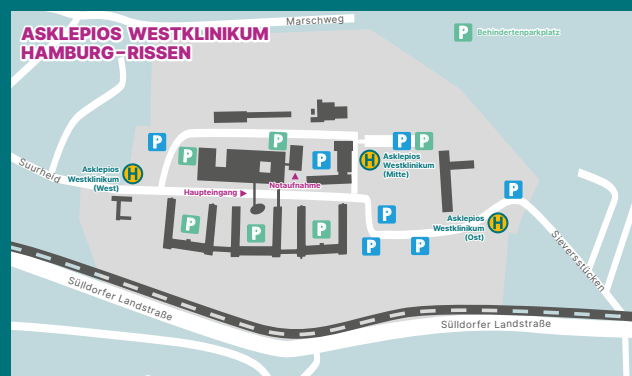 Marschweg
ASKLEPIOS WESTKLINIKUM
HAMBURG–RISSEN
P Behindertenparkplatz
P
P
P P
P
P
Suurheid
Asklepios
Westklinikum
(West)
H
H
Asklepios
Westklinikum
(Mitte)
Haupteingang
Notaufnahme
P
P
P
P
P
P
P
Asklepios
Westklinikum
(Ost)
H
Sieversstücken
Sülldorfer Landstraße
Sülldorfer Landstraße